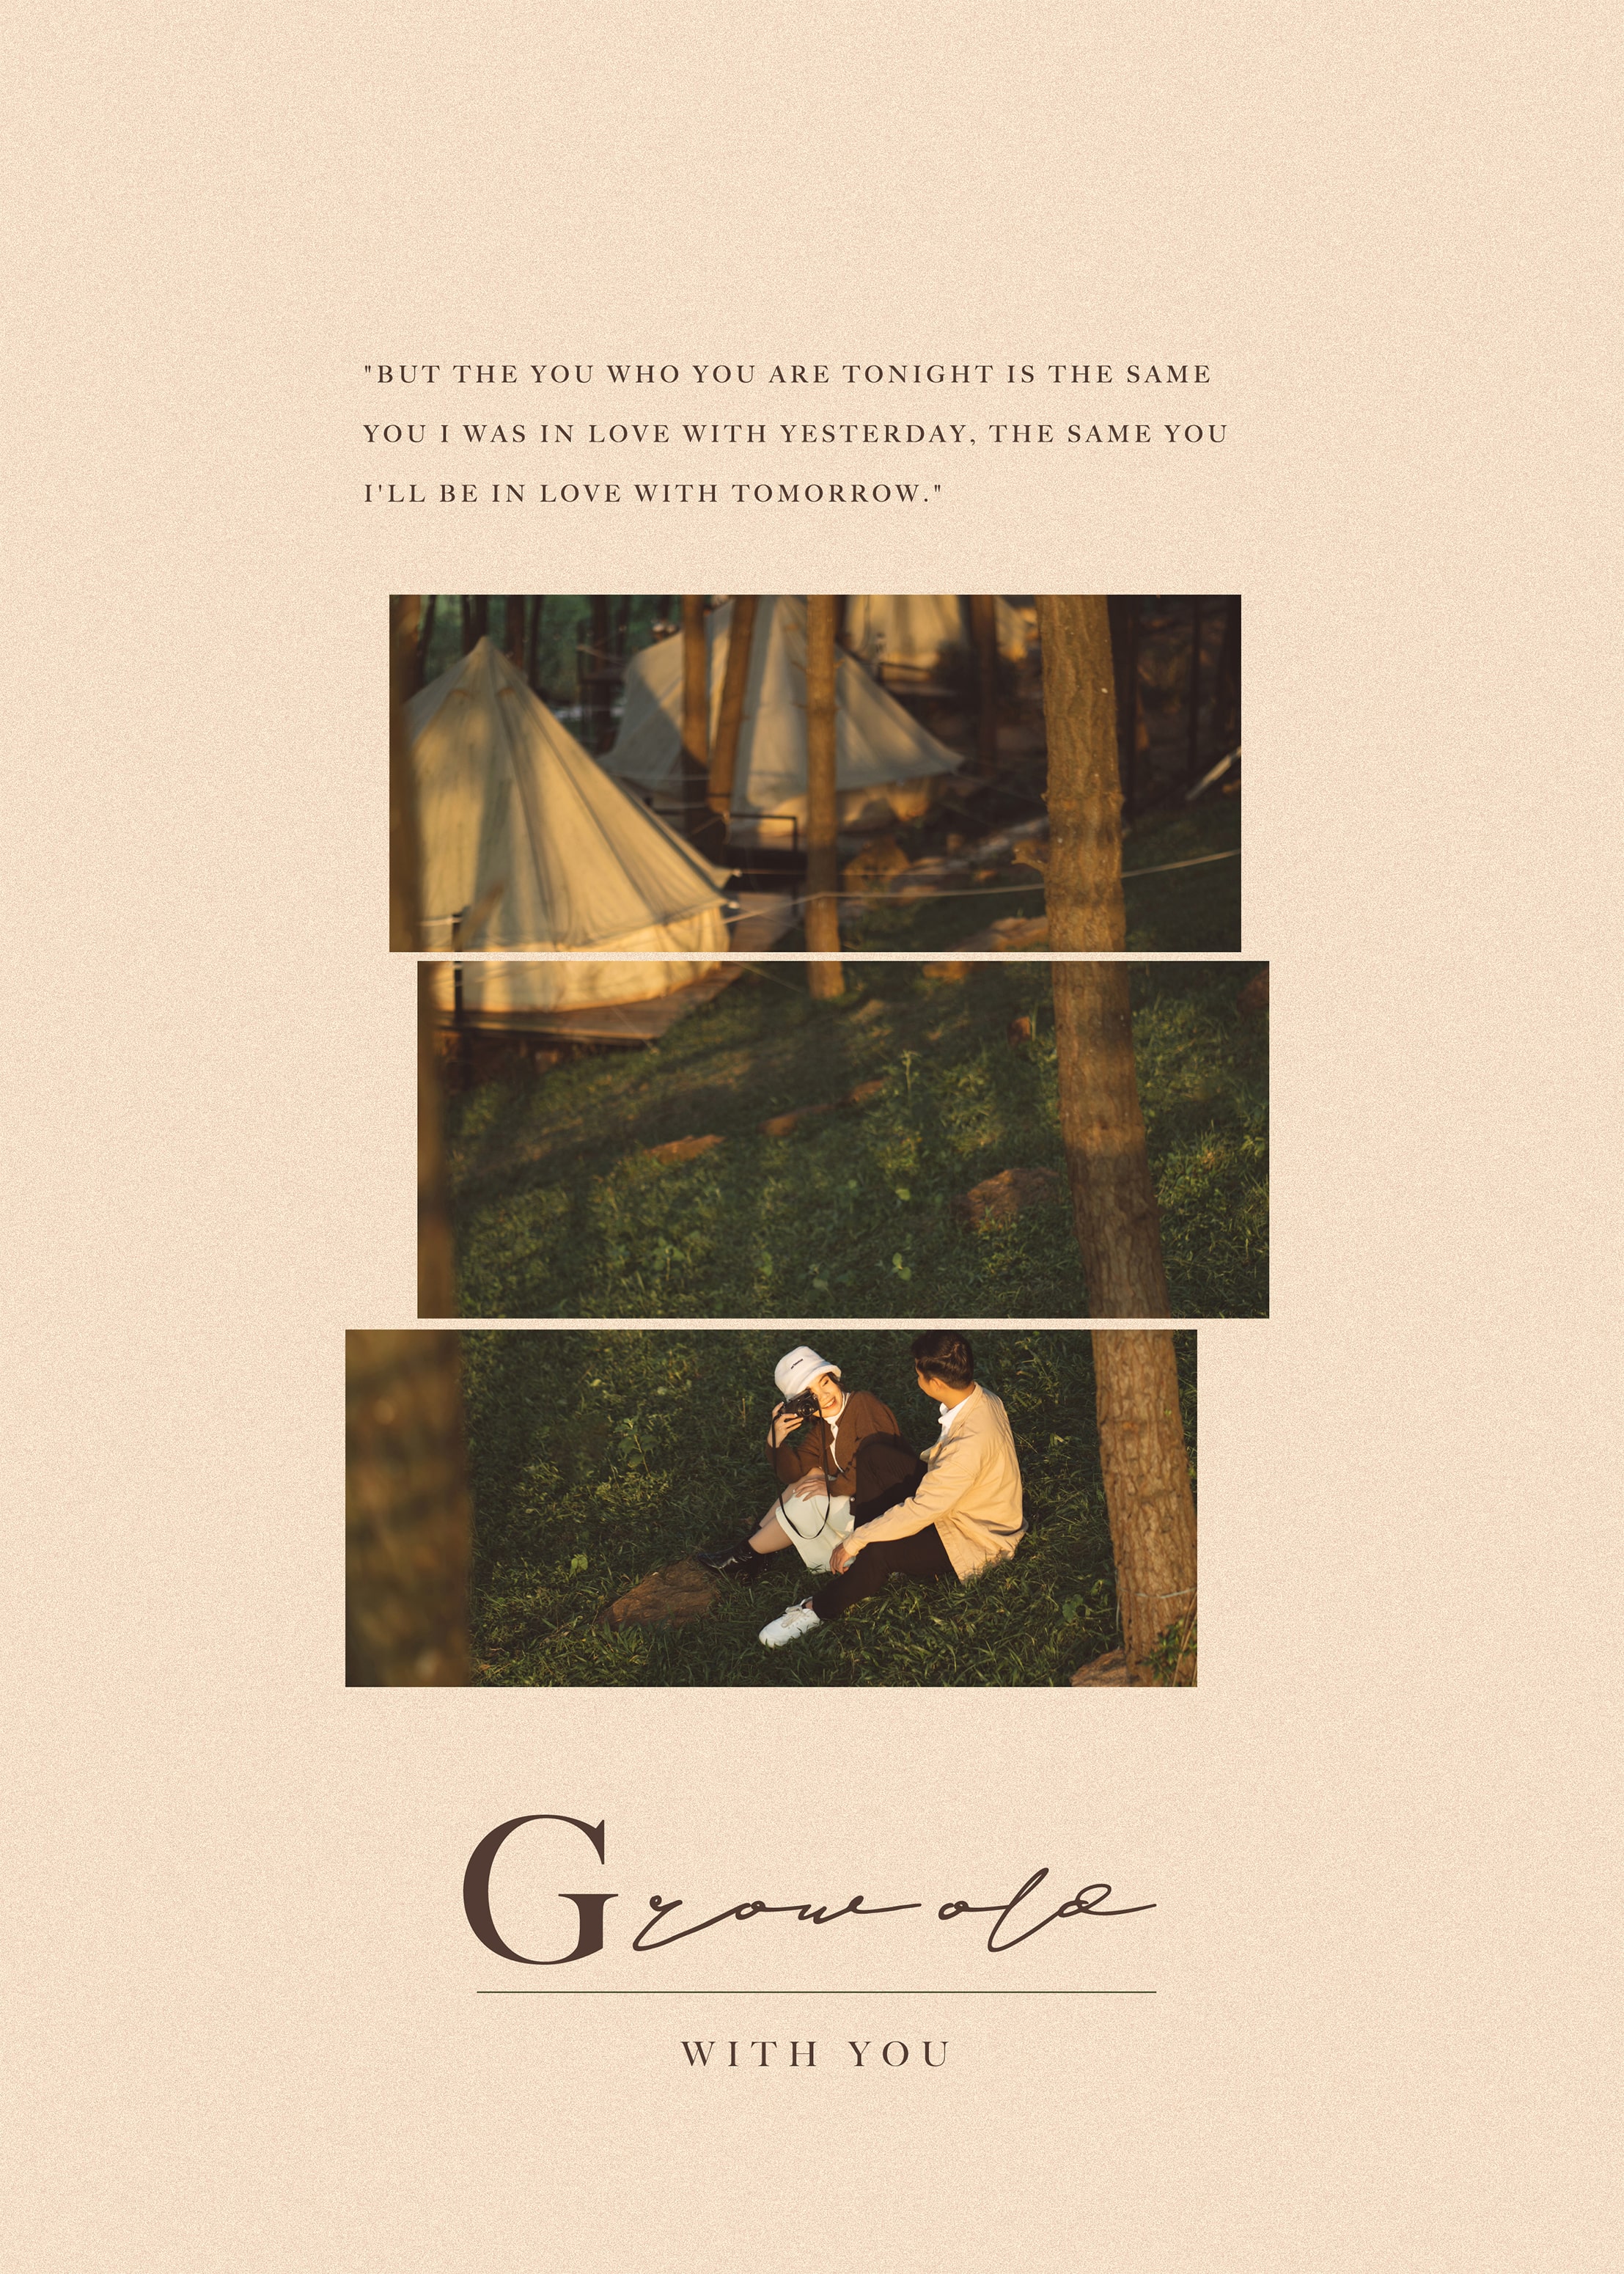 "BUT THE YOU WHO YOU ARE TONIGHT IS THE SAME
YOU I WAS IN LOVE WITH YESTERDAY, THE SAME YOU
I'LL BE IN LOVE WITH TOMORROW."
Grow old
WITH YOU